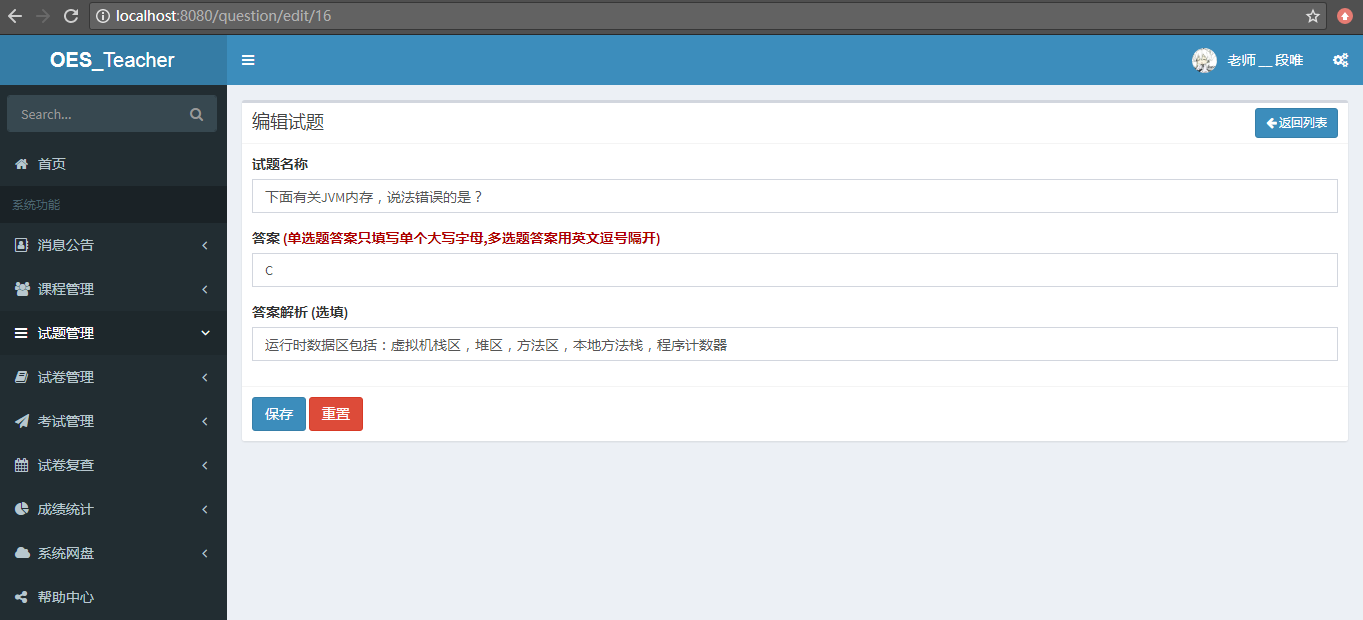 localhost:8080/question/edit/16
OES_Teacher
老师 __ 段唯
Search...
首页
系统功能
消息公告
课程管理
试题管理
试卷管理
考试管理
试卷复查
成绩统计
系统网盘
帮助中心
编辑试题
返回列表
试题名称
下面有关JVM内存，说法错误的是？
答案 (单选题答案只填写单个大写字母,多选题答案用英文逗号隔开)
C
答案解析 (选填)
运行时数据区包括：虚拟机栈区，堆区，方法区，本地方法栈，程序计数器
保存 重置